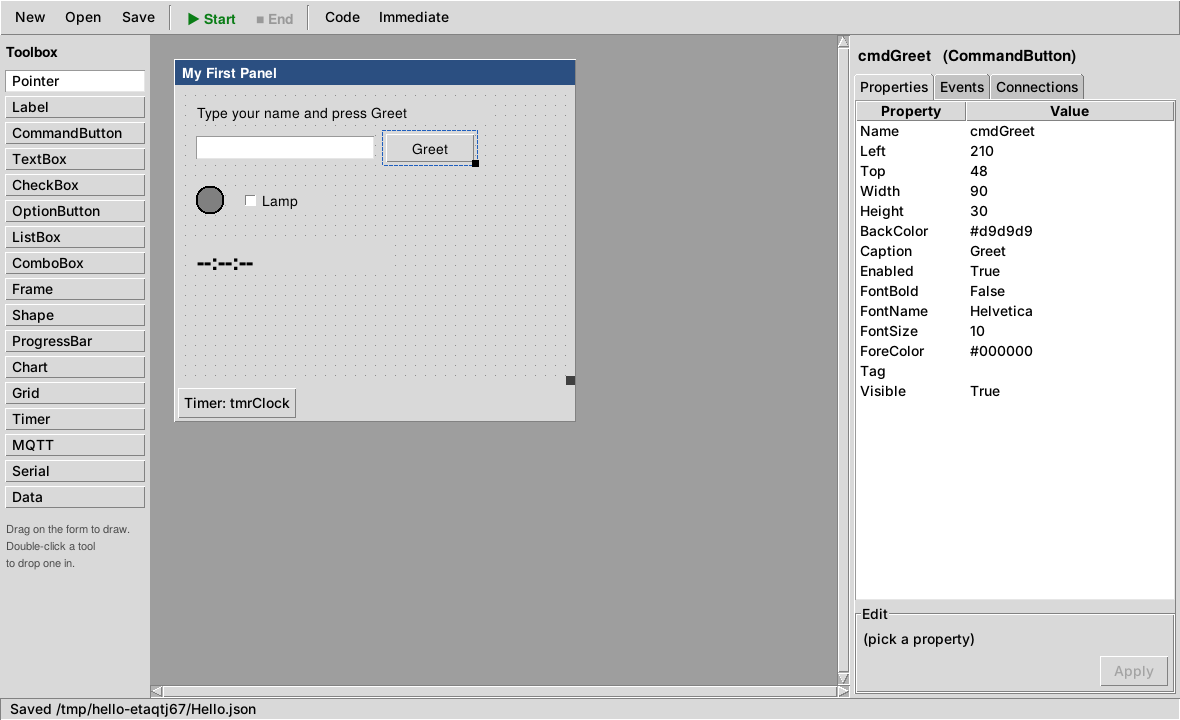 New Open Save ▶ Start ■ End Code Immediate
Toolbox
Pointer
Label
CommandButton
TextBox
CheckBox
OptionButton
ListBox
ComboBox
Frame
Shape
ProgressBar
Chart
Grid
Timer
MQTT
Serial
Data
Drag on the form to draw.
Double-click a tool
to drop one in.
My First Panel
Type your name and press Greet
Greet
Lamp
--:--:--
Timer: tmrClock
cmdGreet (CommandButton)
Properties Events Connections
Property Value
Name cmdGreet
Left 210
Top 48
Width 90
Height 30
BackColor #d9d9d9
Caption Greet
Enabled True
FontBold False
FontName Helvetica
FontSize 10
ForeColor #000000
Tag
Visible True
Edit
(pick a property)
Apply
Saved /tmp/hello-etaqtj67/Hello.json